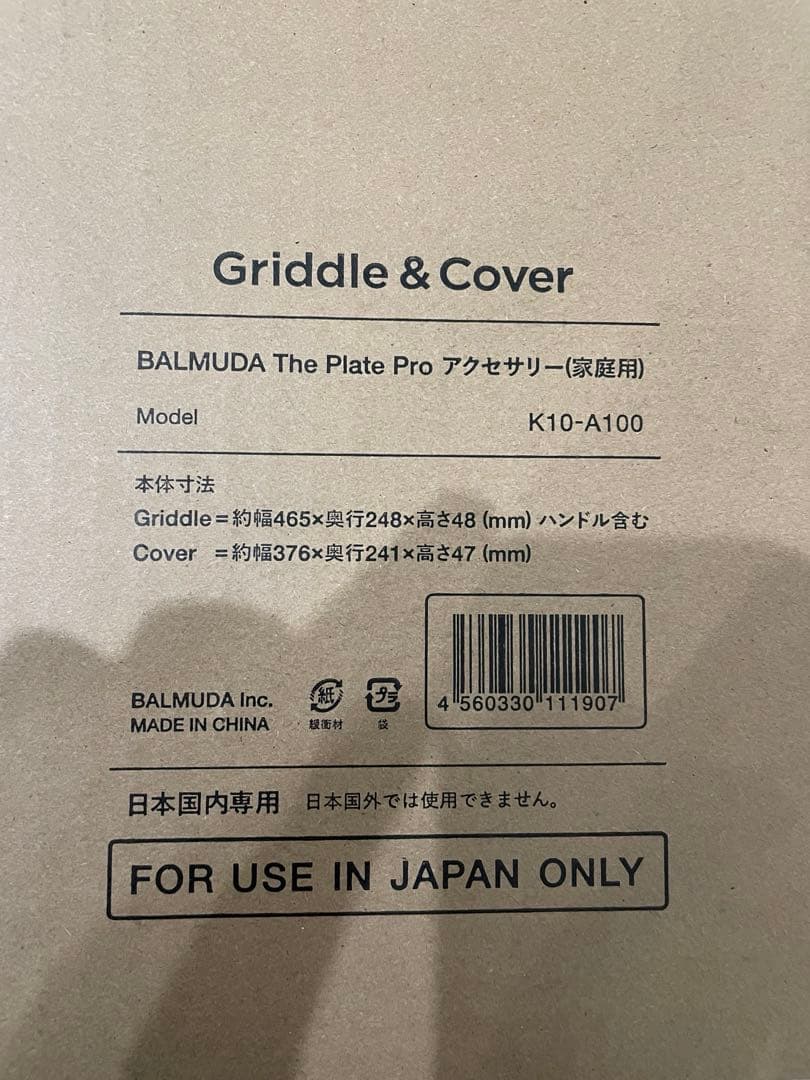 Griddle & Cover
BALMUDA The Plate Pro アクセサリー(家庭用)
Model K10-A100
本体寸法
Griddle=約幅465×奥行248×高さ48 (mm) ハンドル含む
Cover =約幅376×奥行241×高さ47 (mm)
BALMUDA Inc.
MADE IN CHINA
紙
緩衝材
プラ
袋
4 560330 111907
日本国内専用 日本国外では使用できません。
FOR USE IN JAPAN ONLY